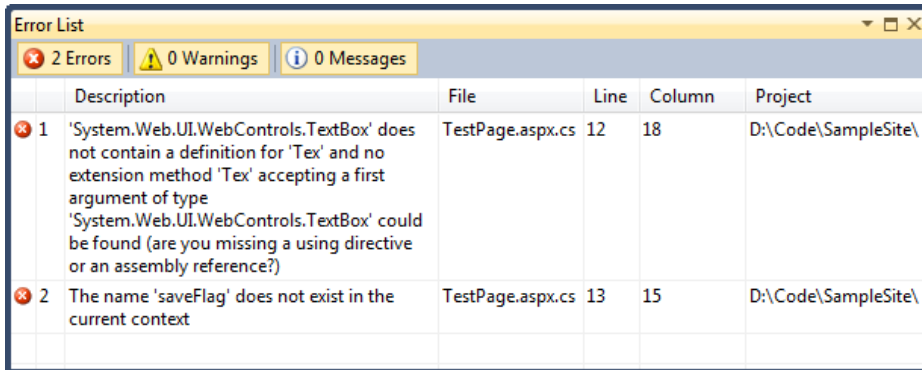 Error List
2 Errors 0 Warnings 0 Messages
Description File Line Column Project
1 'System.Web.UI.WebControls.TextBox' does TestPage.aspx.cs 12 18 D:\Code\SampleSite\
not contain a definition for 'Tex' and no
extension method 'Tex' accepting a first
argument of type
'System.Web.UI.WebControls.TextBox' could
be found (are you missing a using directive
or an assembly reference?)
2 The name 'saveFlag' does not exist in the TestPage.aspx.cs 13 15 D:\Code\SampleSite\
current context